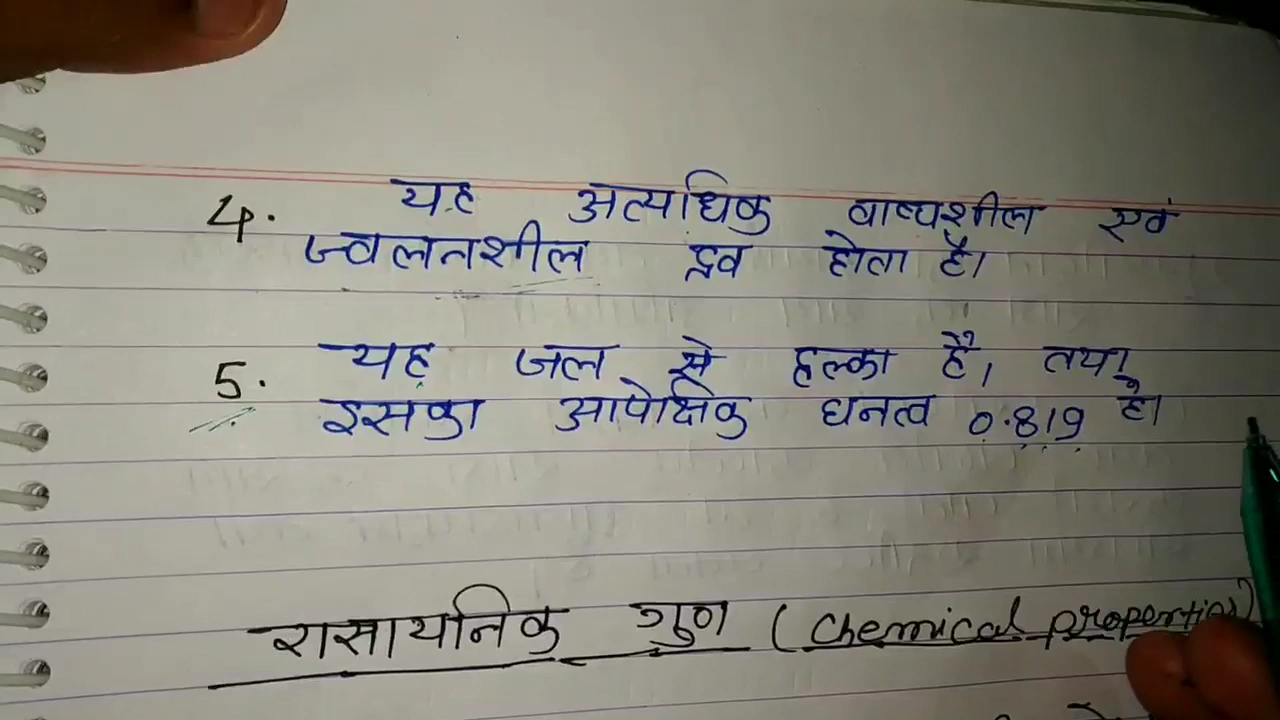 4. यह अत्यधिक वाष्पशील एवं
ज्वलनशील द्रव होता है।
5. यह जल से हल्का है, तथा
इसका आपेक्षिक घनत्व 0.819 है।
रासायनिक गुण (Chemical properties)